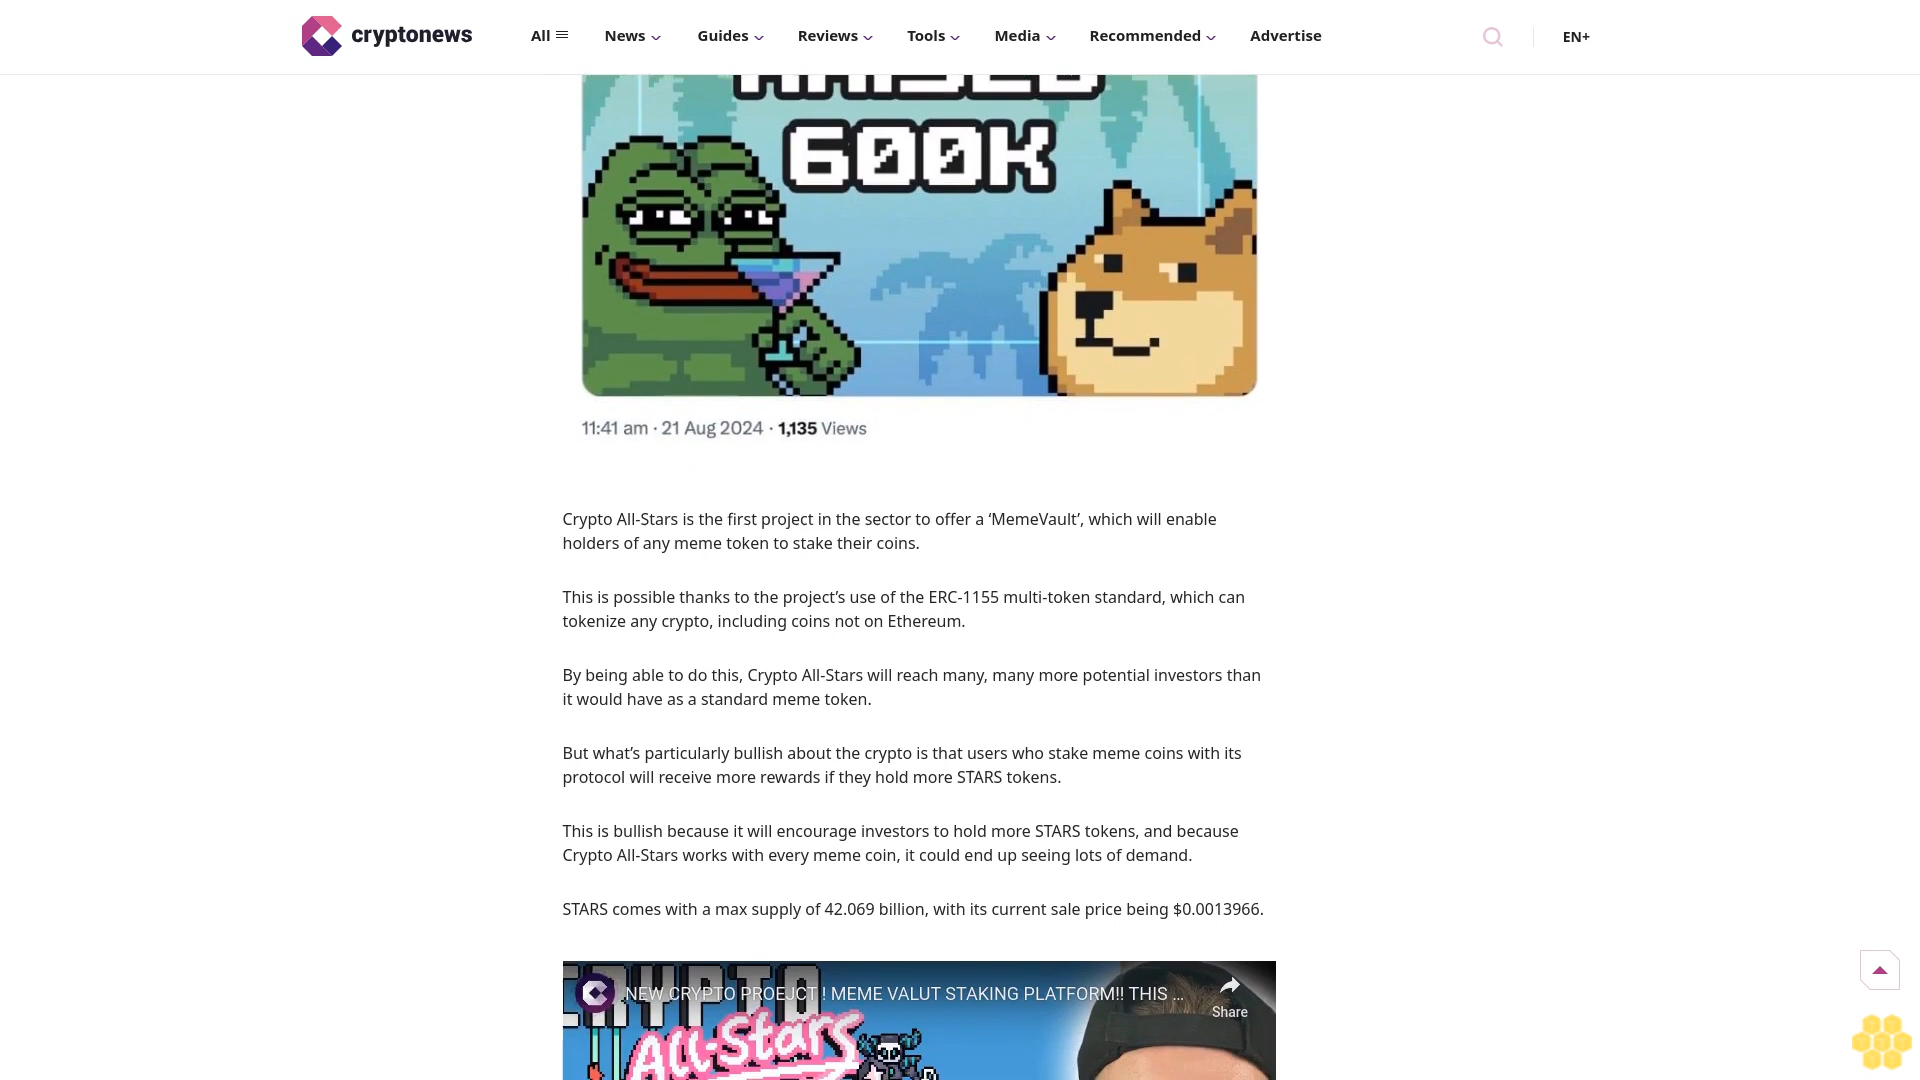 cryptonews
All
News
Guides
Reviews
Tools
Media
Recommended
Advertise
EN+
RAISED
600K
11:41 am · 21 Aug 2024 · 1,135 Views
Crypto All-Stars is the first project in the sector to offer a ‘MemeVault’, which will enable
holders of any meme token to stake their coins.
This is possible thanks to the project’s use of the ERC-1155 multi-token standard, which can
tokenize any crypto, including coins not on Ethereum.
By being able to do this, Crypto All-Stars will reach many, many more potential investors than
it would have as a standard meme token.
But what’s particularly bullish about the crypto is that users who stake meme coins with its
protocol will receive more rewards if they hold more STARS tokens.
This is bullish because it will encourage investors to hold more STARS tokens, and because
Crypto All-Stars works with every meme coin, it could end up seeing lots of demand.
STARS comes with a max supply of 42.069 billion, with its current sale price being $0.0013966.
NEW CRYPTO PROEJCT ! MEME VALUT STAKING PLATFORM!! THIS ...
Share
CRYPTO
All-Stars